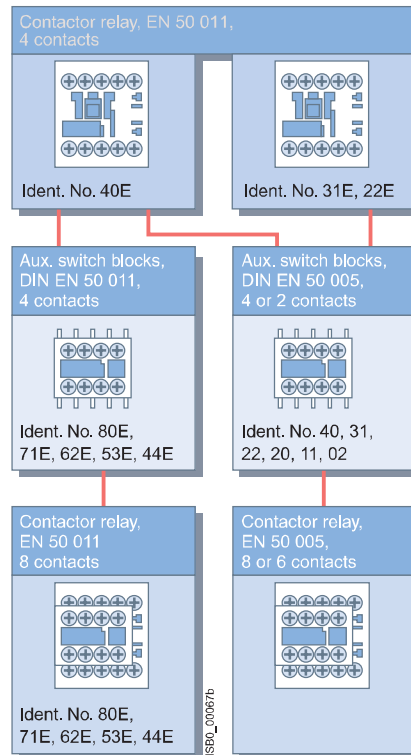 Contactor relay, EN 50 011,
4 contacts
Ident. No. 40E
Ident. No. 31E, 22E
Aux. switch blocks,
DIN EN 50 011,
4 contacts
Ident. No. 80E,
71E, 62E, 53E, 44E
Aux. switch blocks,
DIN EN 50 005,
4 or 2 contacts
Ident. No. 40, 31,
22, 20, 11, 02
Contactor relay,
EN 50 011
8 contacts
Ident. No. 80E,
71E, 62E, 53E, 44E
Contactor relay,
EN 50 005,
8 or 6 contacts
ISB0_00067b